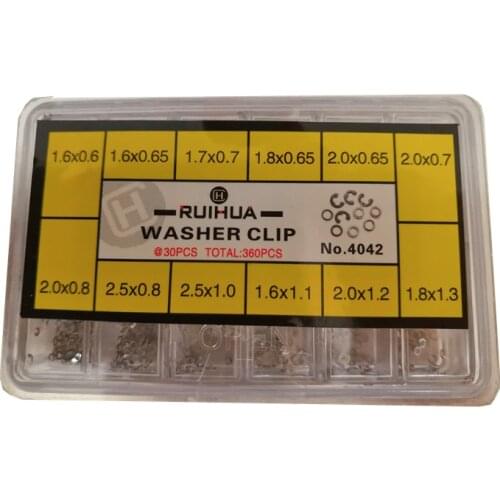 1.6x0.6 1.6x0.65 1.7x0.7 1.8x0.65 2.0x0.65 2.0x0.7
H
RUIHUA
WASHER CLIP
@30PCS TOTAL:360PCS
No.4042
2.0x0.8 2.5x0.8 2.5x1.0 1.6x1.1 2.0x1.2 1.8x1.3